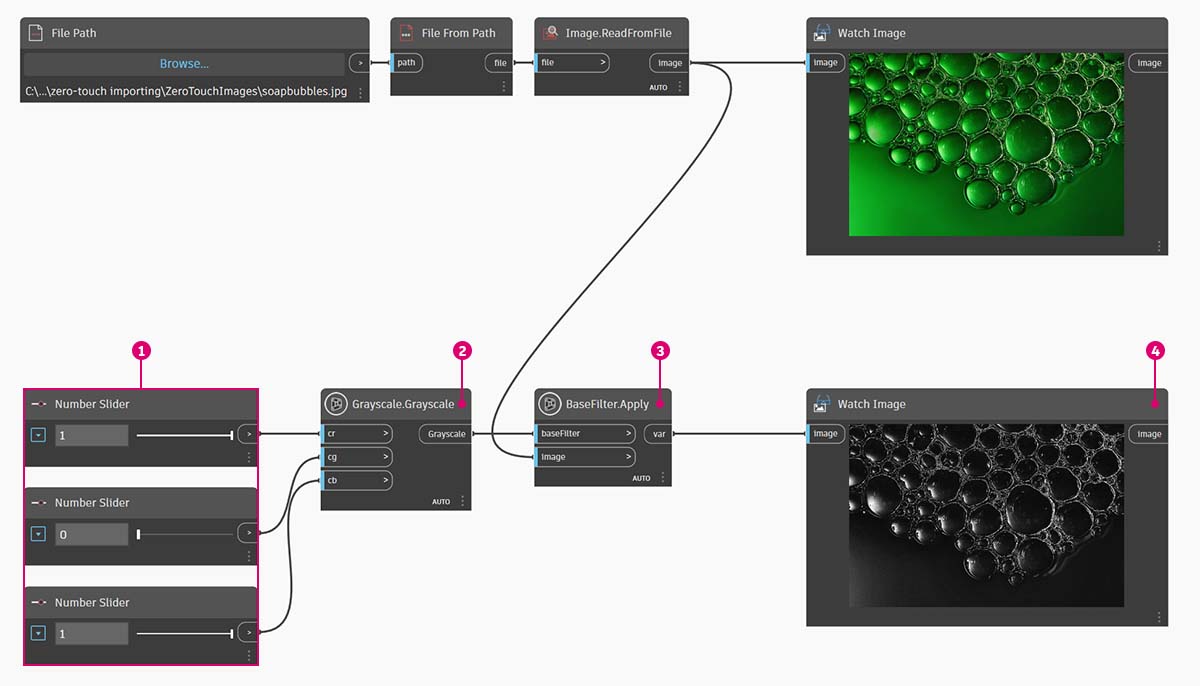 File Path
Browse...
>
C:\...\zero-touch importing\ZeroTouchImages\soapbubbles.jpg
File From Path
path
file
Image.ReadFromFile
file >
image
AUTO
Watch Image
image
image
1
Number Slider
1
>
Number Slider
0
>
Number Slider
1
>
2
Grayscale.Grayscale
cr >
Grayscale
cg >
cb >
AUTO
3
BaseFilter.Apply
baseFilter >
var
image >
AUTO
4
Watch Image
image
image